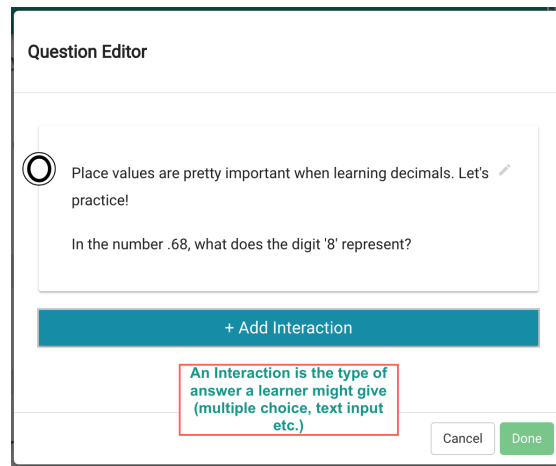 Question Editor
O
Place values are pretty important when learning decimals. Let's
practice!
In the number .68, what does the digit '8' represent?
+ Add Interaction
An Interaction is the type of
answer a learner might give
(multiple choice, text input
etc.)
Cancel Done